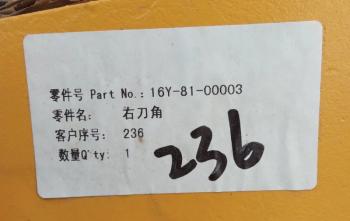 零件号 Part No.: 16Y-81-00003
零件名: 右刀角
客户序号: 236
数量Q'ty: 1
236